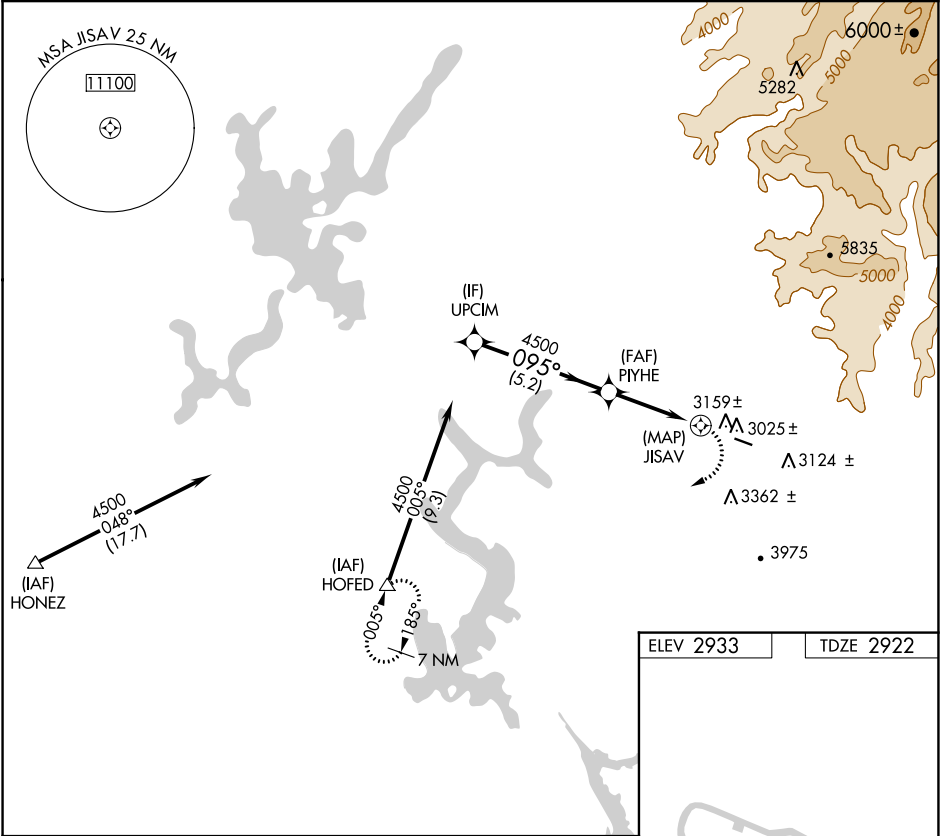 MSA JISAV 25 NM
11100
4000
6000 ±
5282
5000
5835
5000
4000
(IF)
UPCIM
4500
095°
(5.2)
(FAF)
PIYHE
3159 ±
3025 ±
(MAP)
JISAV
3124 ±
3362 ±
3975
4500
005°
(9.3)
4500
048°
(17.7)
(IAF)
HONEZ
(IAF)
HOFED
005°
185°
7 NM
ELEV 2933
TDZE 2922